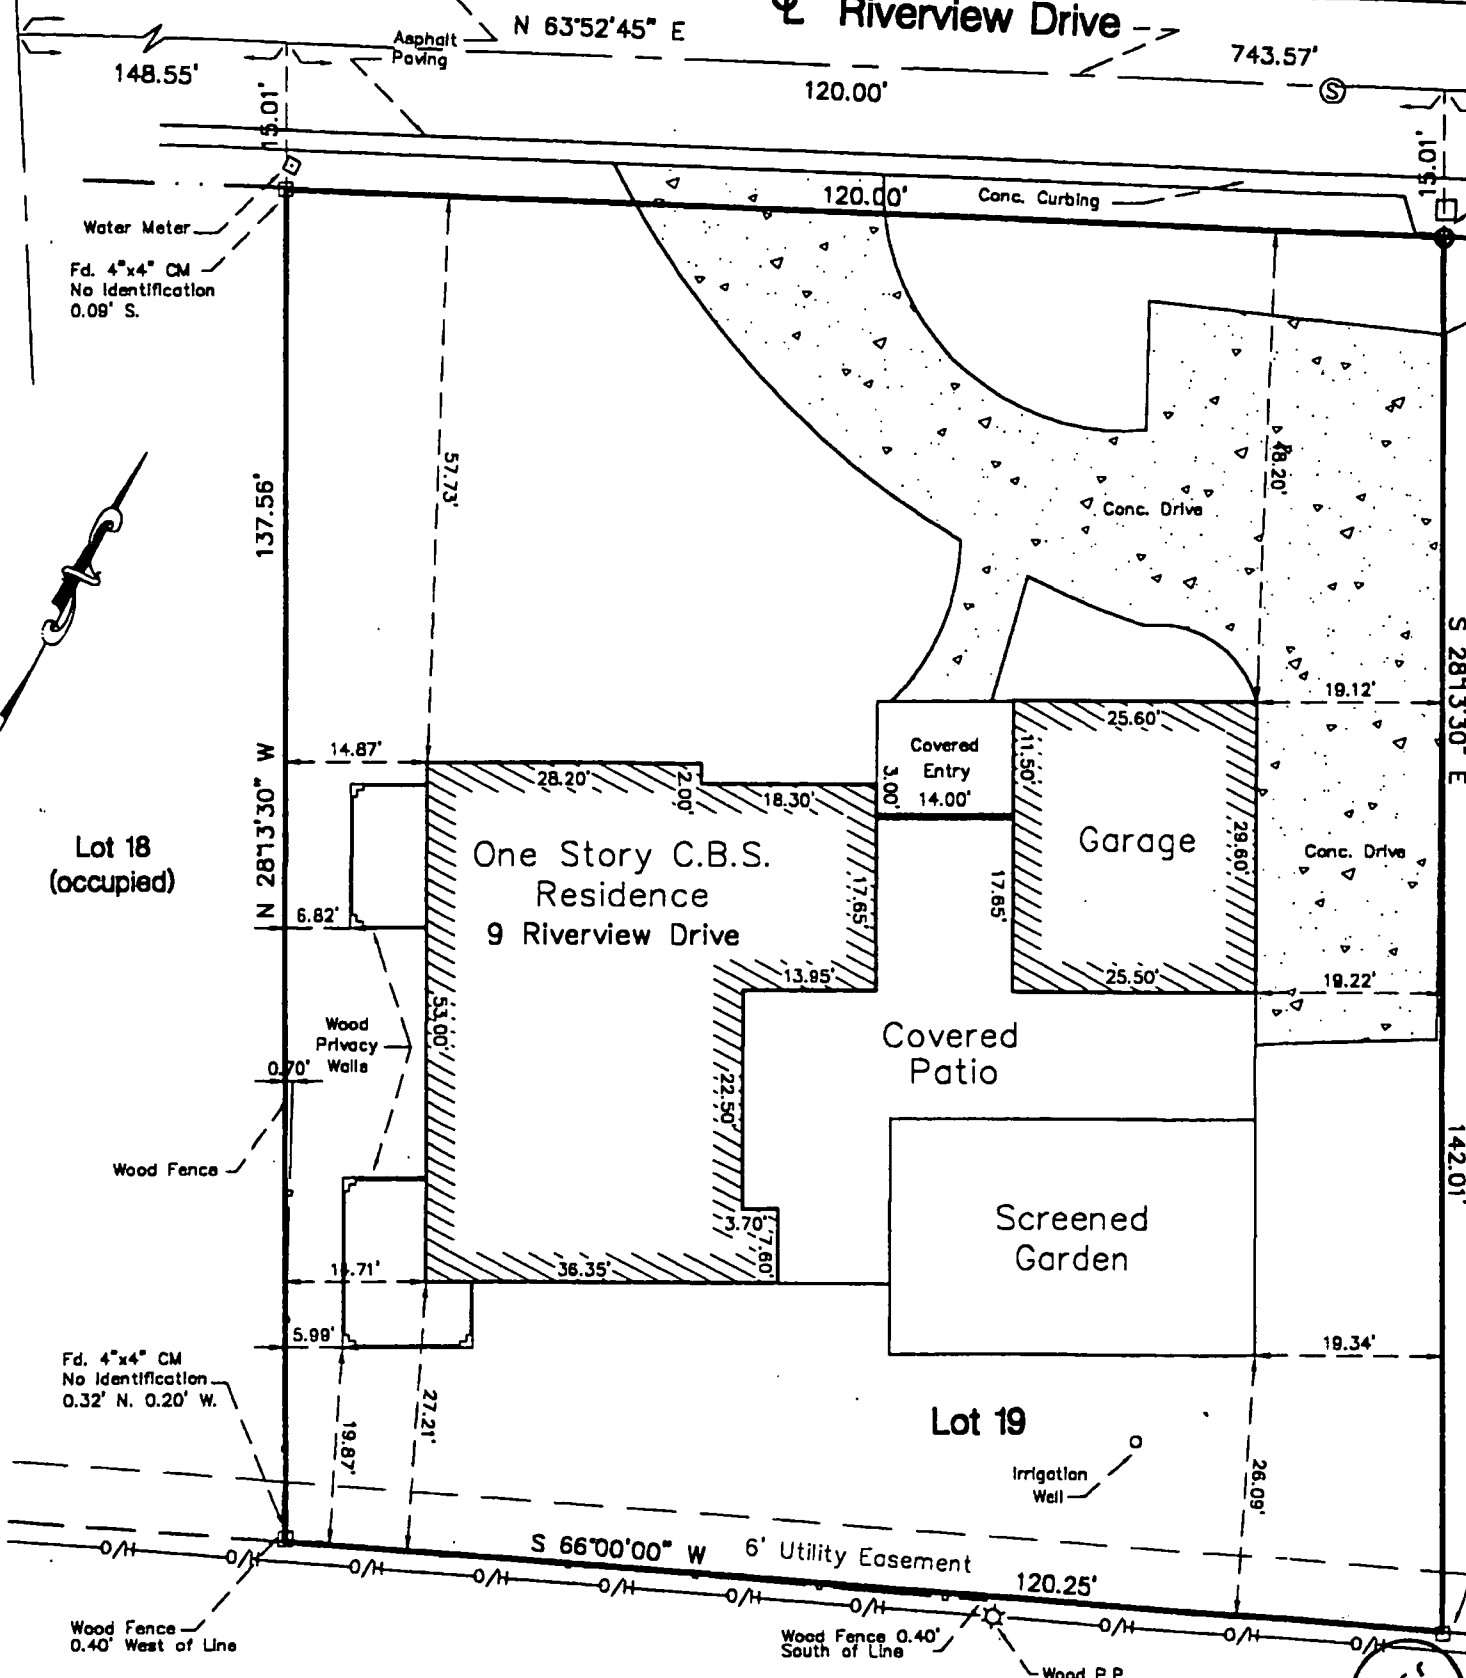 ℄ Riverview Drive
N 63°52'45" E
743.57'
Asphalt
Paving
148.55'
120.00'
15.01'
15.01'
120.00'
Conc. Curbing
Water Meter
Fd. 4"x4" CM
No Identification
0.09' S.
57.73'
48.20'
137.56'
Conc. Drive
S 28°13'30" E
19.12'
25.60'
14.87'
28.20'
2.00'
18.30'
3.00'
Covered
Entry
14.00'
11.50'
N 28°13'30" W
Lot 18
(occupied)
One Story C.B.S.
Residence
9 Riverview Drive
17.65'
17.65'
Garage
29.60'
Conc. Drive
6.82'
13.95'
25.50'
19.22'
53.00'
Wood
Privacy
Walls
0.70'
Covered
Patio
22.50'
Wood Fence
142.01'
3.70'
7.60'
Screened
Garden
14.71'
36.35'
5.99'
19.34'
Fd. 4"x4" CM
No Identification
0.32' N. 0.20' W.
19.87'
27.21'
Lot 19
Irrigation
Well
26.09'
S 66°00'00" W
6' Utility Easement
120.25'
O/H O/H O/H O/H O/H O/H O/H O/H O/H O/H O/H
Wood Fence
0.40' West of Line
Wood Fence 0.40'
South of Line
Wood P.P.
S